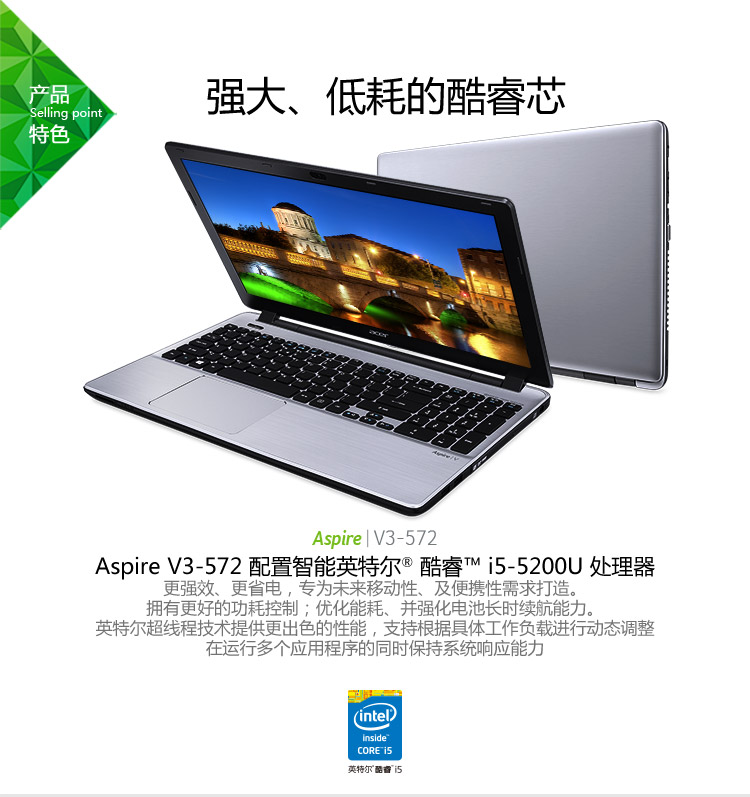 产品
Selling point
特色
强大、低耗的酷睿芯
acer
Aspire V
Aspire | V3-572
Aspire V3-572 配置智能英特尔® 酷睿™ i5-5200U 处理器
更强效、更省电，专为未来移动性、及便携性需求打造。
拥有更好的功耗控制；优化能耗、并强化电池长时续航能力。
英特尔超线程技术提供更出色的性能，支持根据具体工作负载进行动态调整
在运行多个应用程序的同时保持系统响应能力
intel
inside™
CORE™ i5
英特尔® 酷睿™ i5